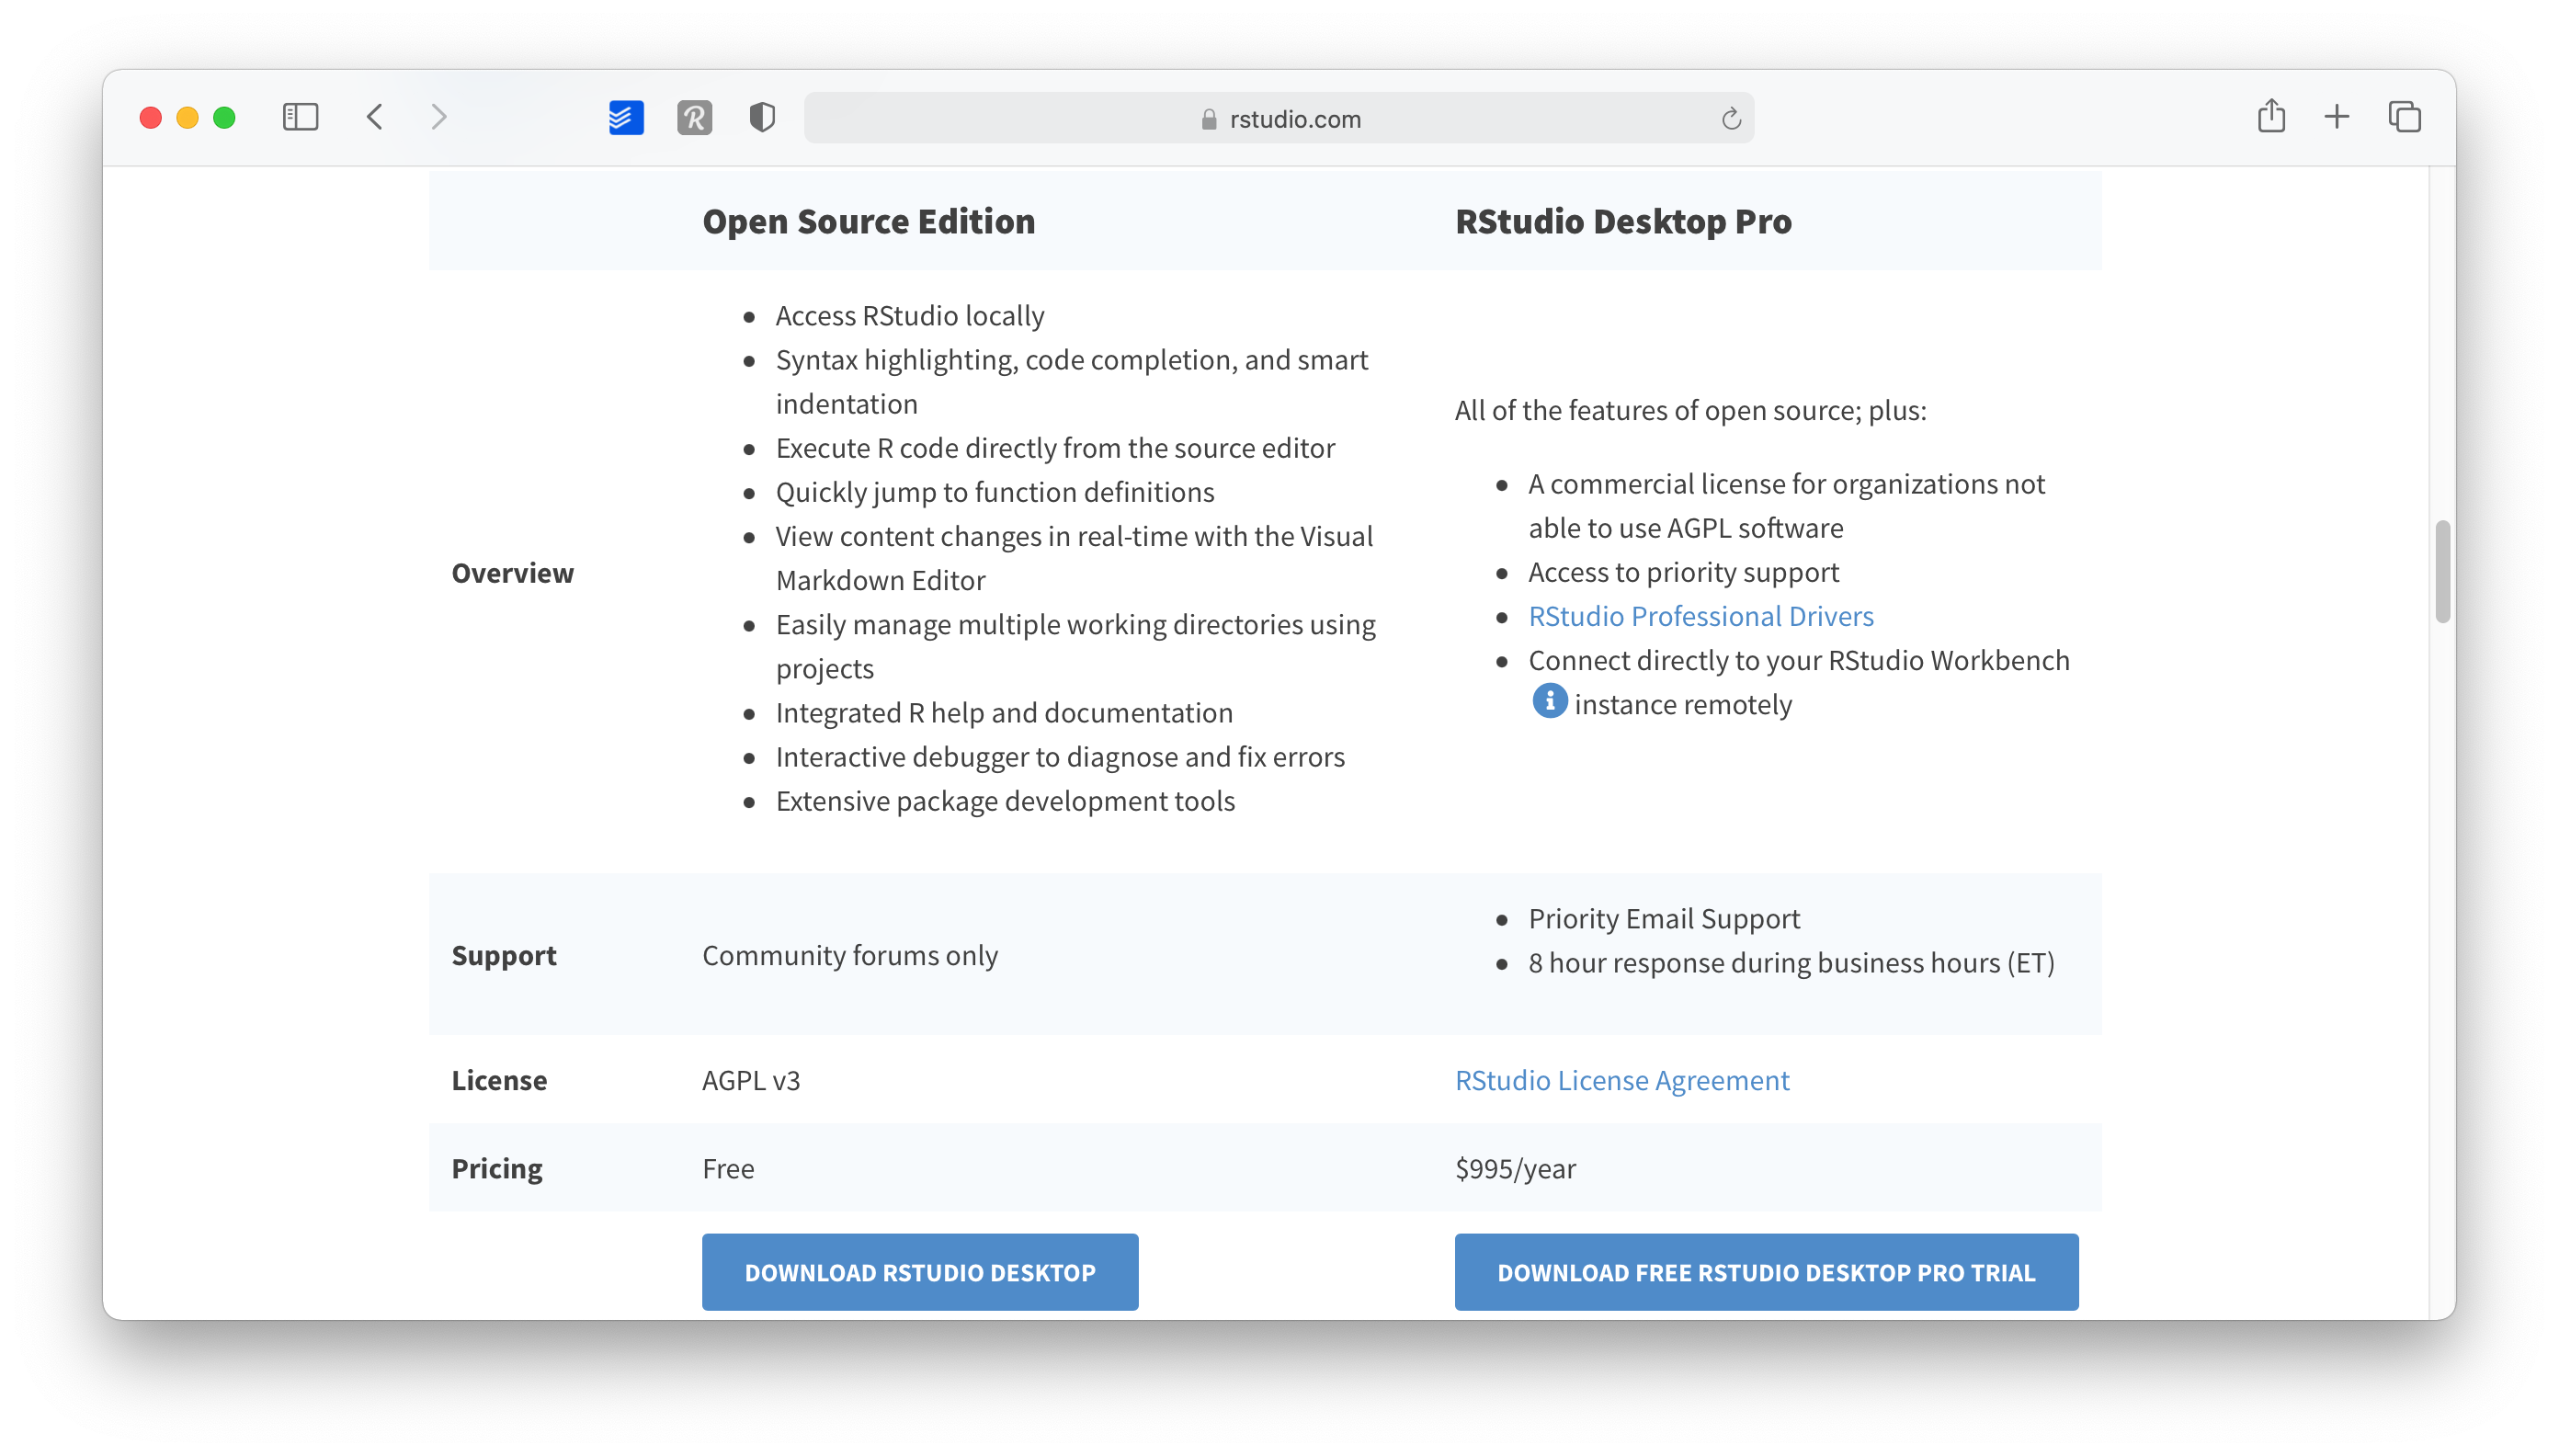 rstudio.com
Open Source Edition
RStudio Desktop Pro
Overview
Access RStudio locally
Syntax highlighting, code completion, and smart
indentation
Execute R code directly from the source editor
Quickly jump to function definitions
View content changes in real-time with the Visual
Markdown Editor
Easily manage multiple working directories using
projects
Integrated R help and documentation
Interactive debugger to diagnose and fix errors
Extensive package development tools
All of the features of open source; plus:
A commercial license for organizations not
able to use AGPL software
Access to priority support
RStudio Professional Drivers
Connect directly to your RStudio Workbench
instance remotely
Support
Community forums only
Priority Email Support
8 hour response during business hours (ET)
License
AGPL v3
RStudio License Agreement
Pricing
Free
$995/year
DOWNLOAD RSTUDIO DESKTOP
DOWNLOAD FREE RSTUDIO DESKTOP PRO TRIAL